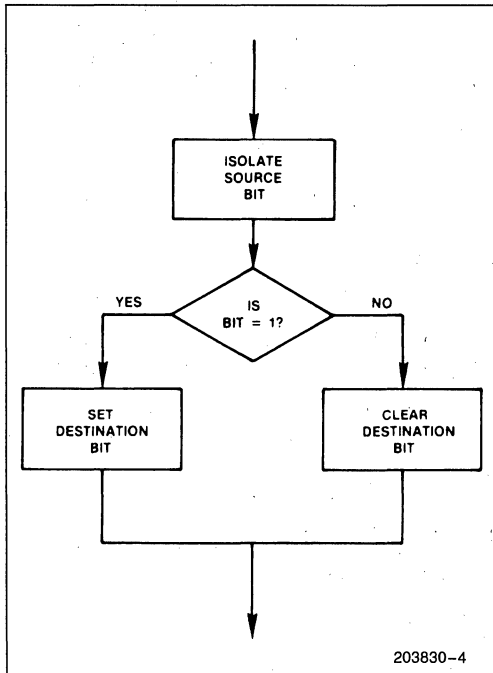 ISOLATE
SOURCE
BIT
YES
IS
BIT = 1?
NO
SET
DESTINATION
BIT
CLEAR
DESTINATION
BIT
203830-4